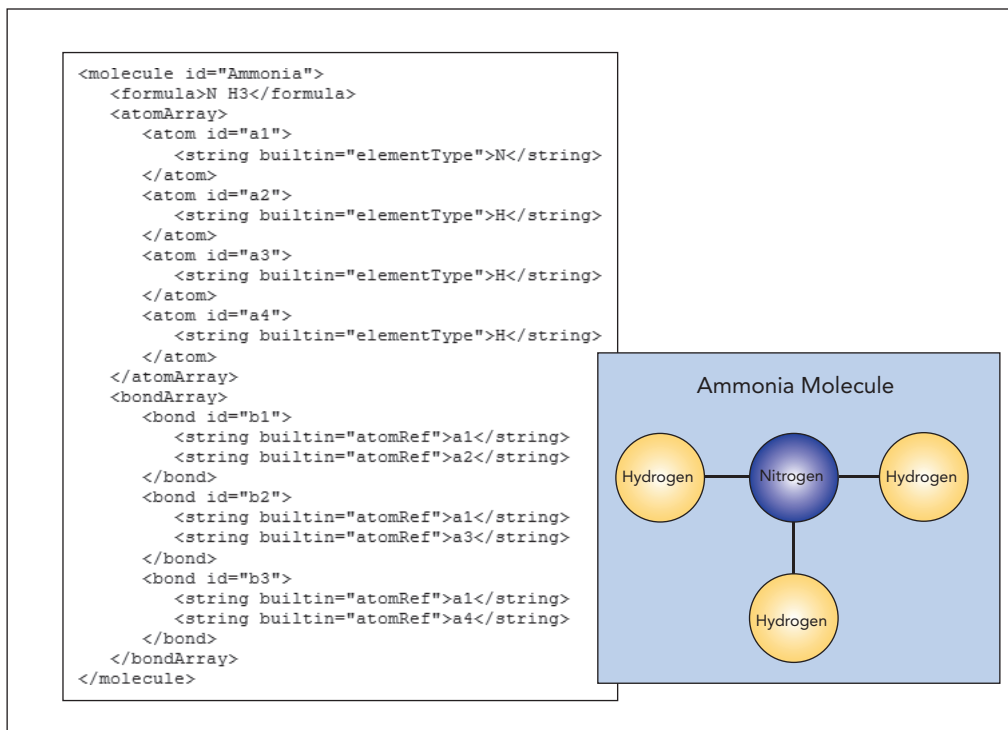 <molecule id="Ammonia">
   <formula>N H3</formula>
   <atomArray>
      <atom id="a1">
         <string builtin="elementType">N</string>
      </atom>
      <atom id="a2">
         <string builtin="elementType">H</string>
      </atom>
      <atom id="a3">
         <string builtin="elementType">H</string>
      </atom>
      <atom id="a4">
         <string builtin="elementType">H</string>
      </atom>
   </atomArray>
   <bondArray>
      <bond id="b1">
         <string builtin="atomRef">a1</string>
         <string builtin="atomRef">a2</string>
      </bond>
      <bond id="b2">
         <string builtin="atomRef">a1</string>
         <string builtin="atomRef">a3</string>
      </bond>
      <bond id="b3">
         <string builtin="atomRef">a1</string>
         <string builtin="atomRef">a4</string>
      </bond>
   </bondArray>
</molecule>
Ammonia Molecule
Hydrogen
Nitrogen
Hydrogen
Hydrogen